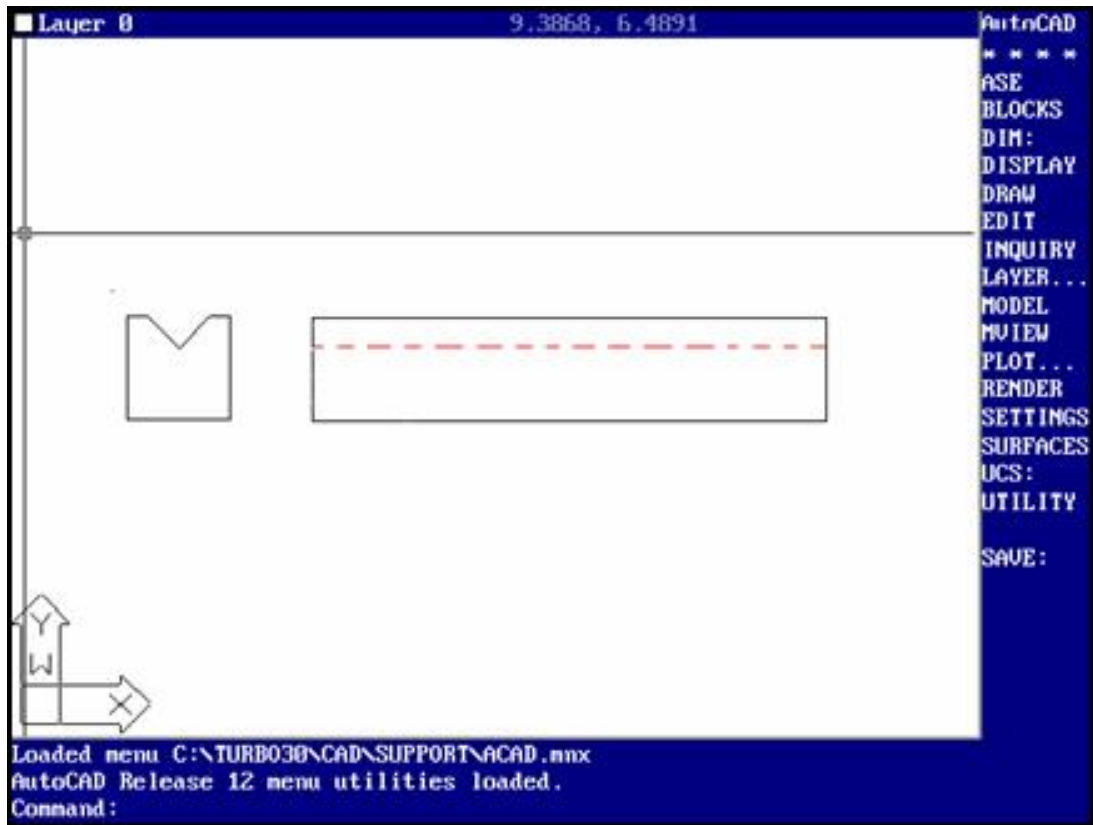 Layer 0
9.3868, 6.4891
AutoCAD
* * * *
ASE
BLOCKS
DIM:
DISPLAY
DRAW
EDIT
INQUIRY
LAYER...
MODEL
MVIEW
PLOT...
RENDER
SETTINGS
SURFACES
UCS:
UTILITY
SAVE:
Y
W
X
Loaded menu C:\TURBO30\CAD\SUPPORT\ACAD.mnx
AutoCAD Release 12 menu utilities loaded.
Command: